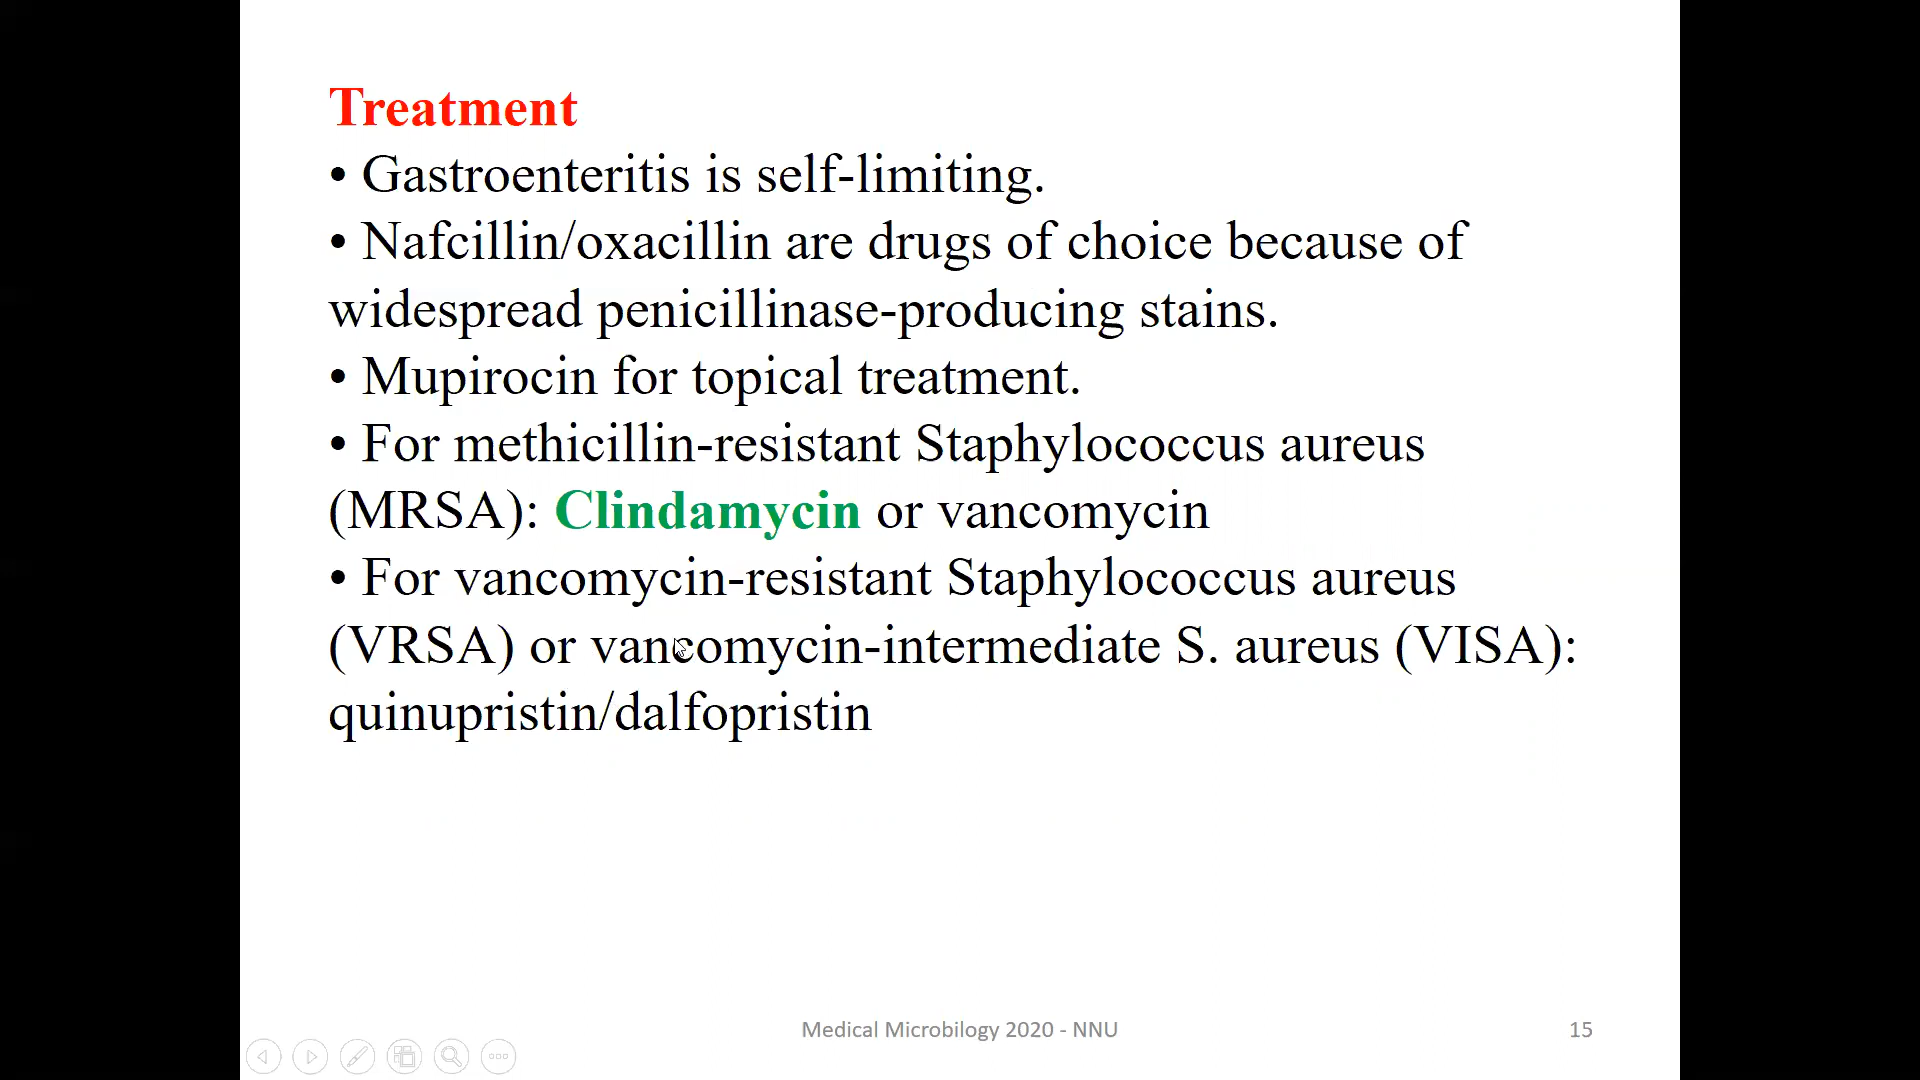 Treatment
• Gastroenteritis is self-limiting.
• Nafcillin/oxacillin are drugs of choice because of
widespread penicillinase-producing stains.
• Mupirocin for topical treatment.
• For methicillin-resistant Staphylococcus aureus
(MRSA): Clindamycin or vancomycin
• For vancomycin-resistant Staphylococcus aureus
(VRSA) or vancomycin-intermediate S. aureus (VISA):
quinupristin/dalfopristin
Medical Microbilogy 2020 - NNU
15